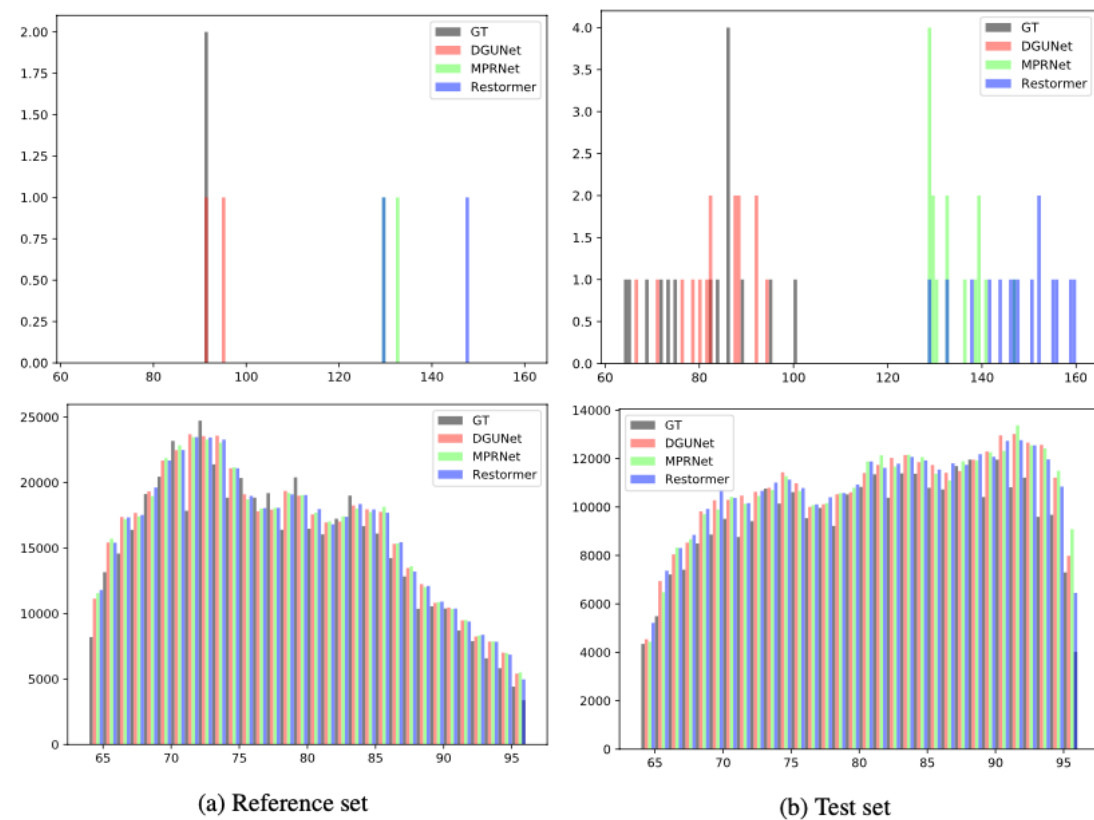 2.00
1.75
1.50
1.25
1.00
0.75
0.50
0.25
0.00
60 80 100 120 140 160
GT
DGUNet
MPRNet
Restormer
4.0
3.5
3.0
2.5
2.0
1.5
1.0
0.5
0.0
60 80 100 120 140 160
GT
DGUNet
MPRNet
Restormer
25000
20000
15000
10000
5000
0
65 70 75 80 85 90 95
GT
DGUNet
MPRNet
Restormer
14000
12000
10000
8000
6000
4000
2000
0
65 70 75 80 85 90 95
GT
DGUNet
MPRNet
Restormer
(a) Reference set
(b) Test set